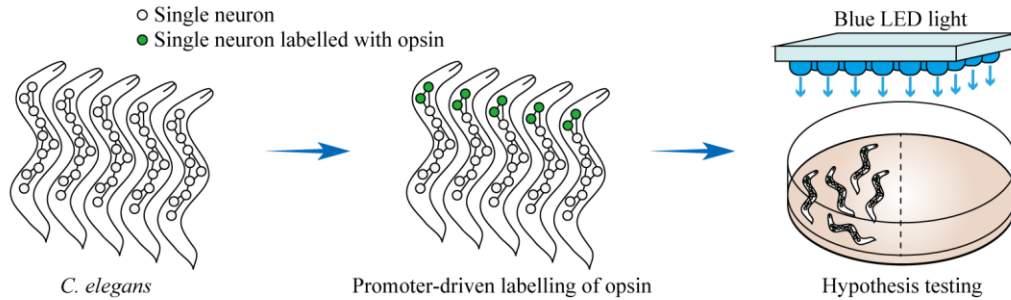 Single neuron
Single neuron labelled with opsin
Blue LED light
C. elegans
Promoter-driven labelling of opsin
Hypothesis testing